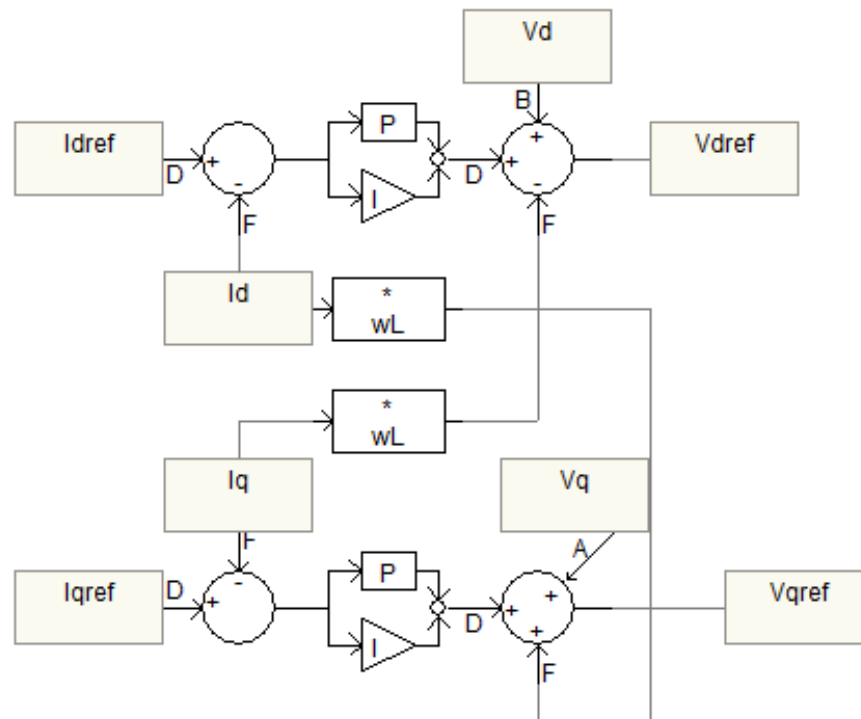 Vd
B
Idref
P
+
Vdref
+
D
+
-
I
D
-
F
F
Id
*
wL
*
wL
Iq
Vq
F
A
Iqref
D
-
P
Vqref
+
+
+
D
+
I
F